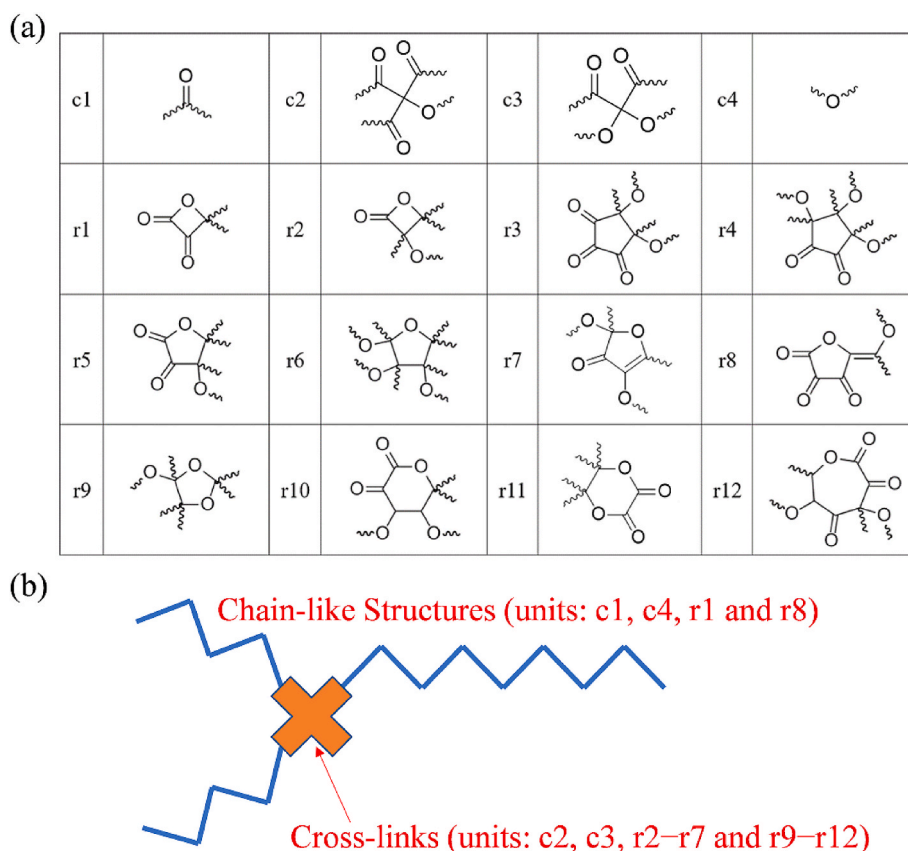 (a)
c1 O c2 O O O O c3 O O O O c4 O
r1 O O O r2 O O O r3 O O O O O r4 O O O O O
r5 O O O O r6 O O O O r7 O O O O r8 O O O O O
r9 O O O r10 O O O O O r11 O O O O r12 O O O O O O
(b)
Chain-like Structures (units: c1, c4, r1 and r8)
Cross-links (units: c2, c3, r2−r7 and r9−r12)